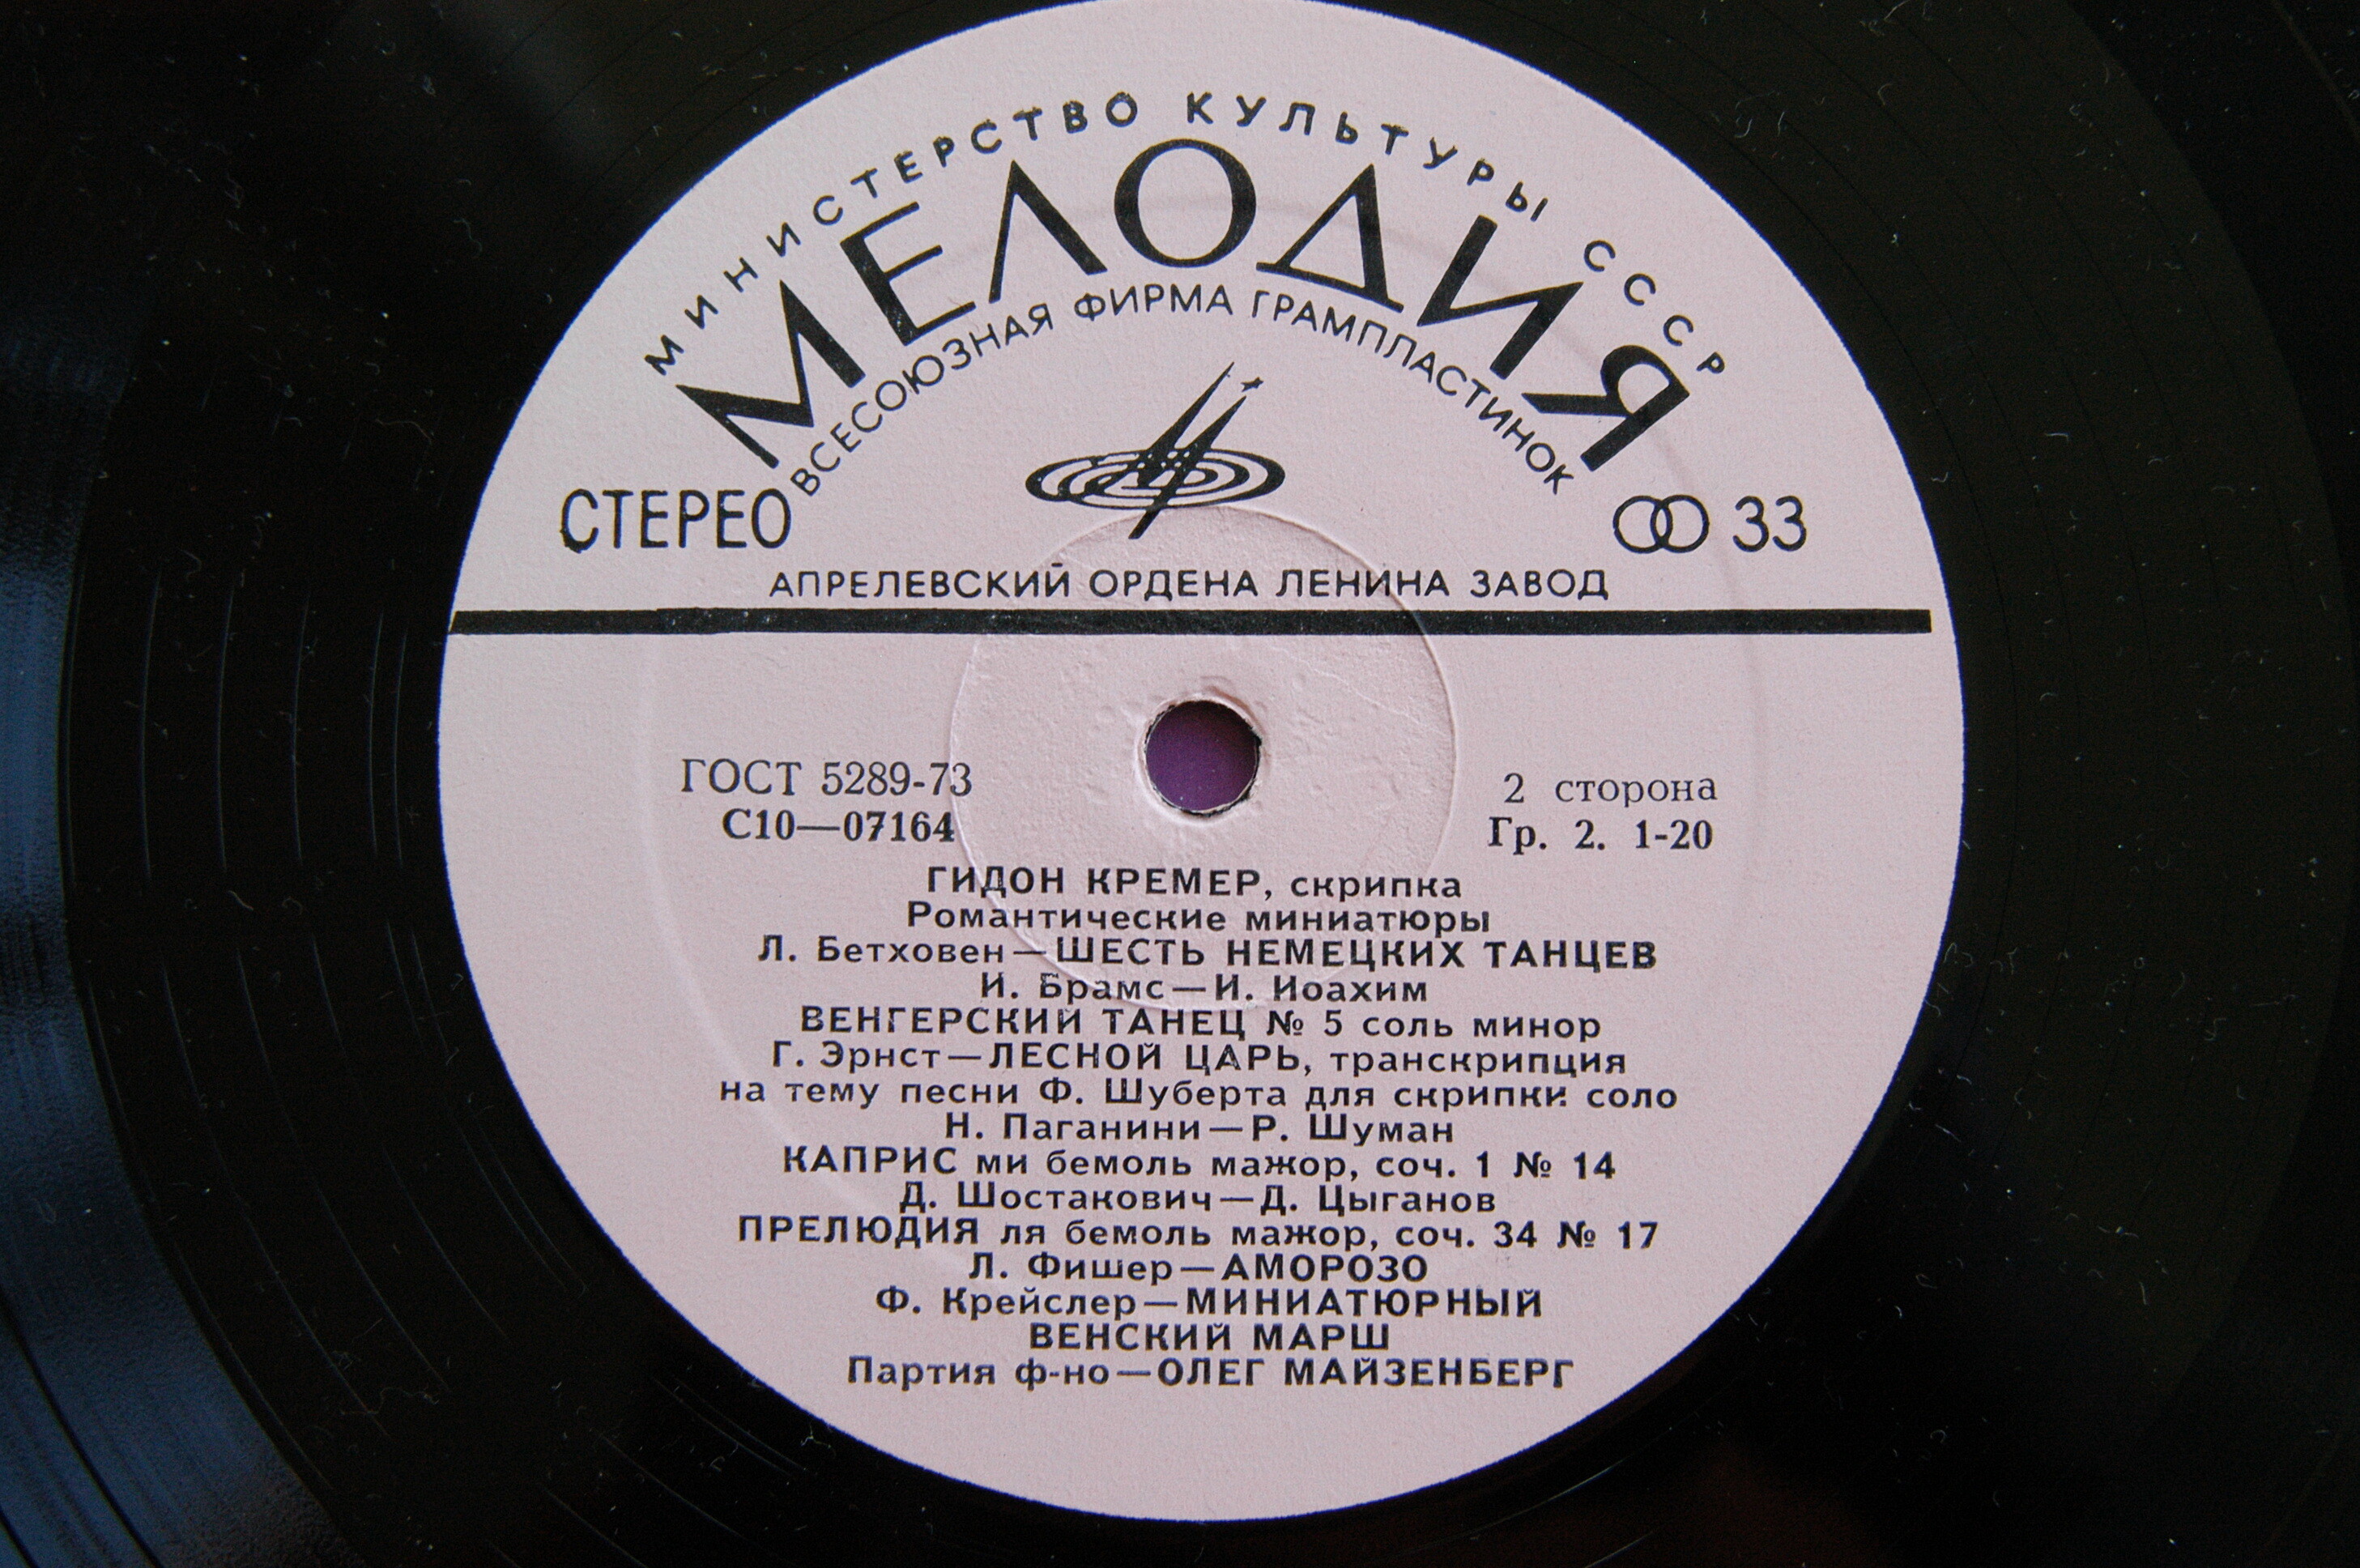 МИНИСТЕРСТВО КУЛЬТУРЫ СССР
МЕЛОДИЯ
ВСЕСОЮЗНАЯ ФИРМА ГРАМПЛАСТИНОК
СТЕРЕО 33
АПРЕЛЕВСКИЙ ОРДЕНА ЛЕНИНА ЗАВОД
ГОСТ 5289-73
С10—07164
2 сторона
Гр. 2. 1-20
ГИДОН КРЕМЕР, скрипка
Романтические миниатюры
Л. Бетховен—ШЕСТЬ НЕМЕЦКИХ ТАНЦЕВ
И. Брамс—И. Иоахим
ВЕНГЕРСКИЙ ТАНЕЦ № 5 соль минор
Г. Эрнст—ЛЕСНОЙ ЦАРЬ, транскрипция
на тему песни Ф. Шуберта для скрипки соло
Н. Паганини—Р. Шуман
КАПРИС ми бемоль мажор, соч. 1 № 14
Д. Шостакович—Д. Цыганов
ПРЕЛЮДИЯ ля бемоль мажор, соч. 34 № 17
Л. Фишер—АМОРОЗО
Ф. Крейслер—МИНИАТЮРНЫЙ
ВЕНСКИЙ МАРШ
Партия ф-но—ОЛЕГ МАЙЗЕНБЕРГ